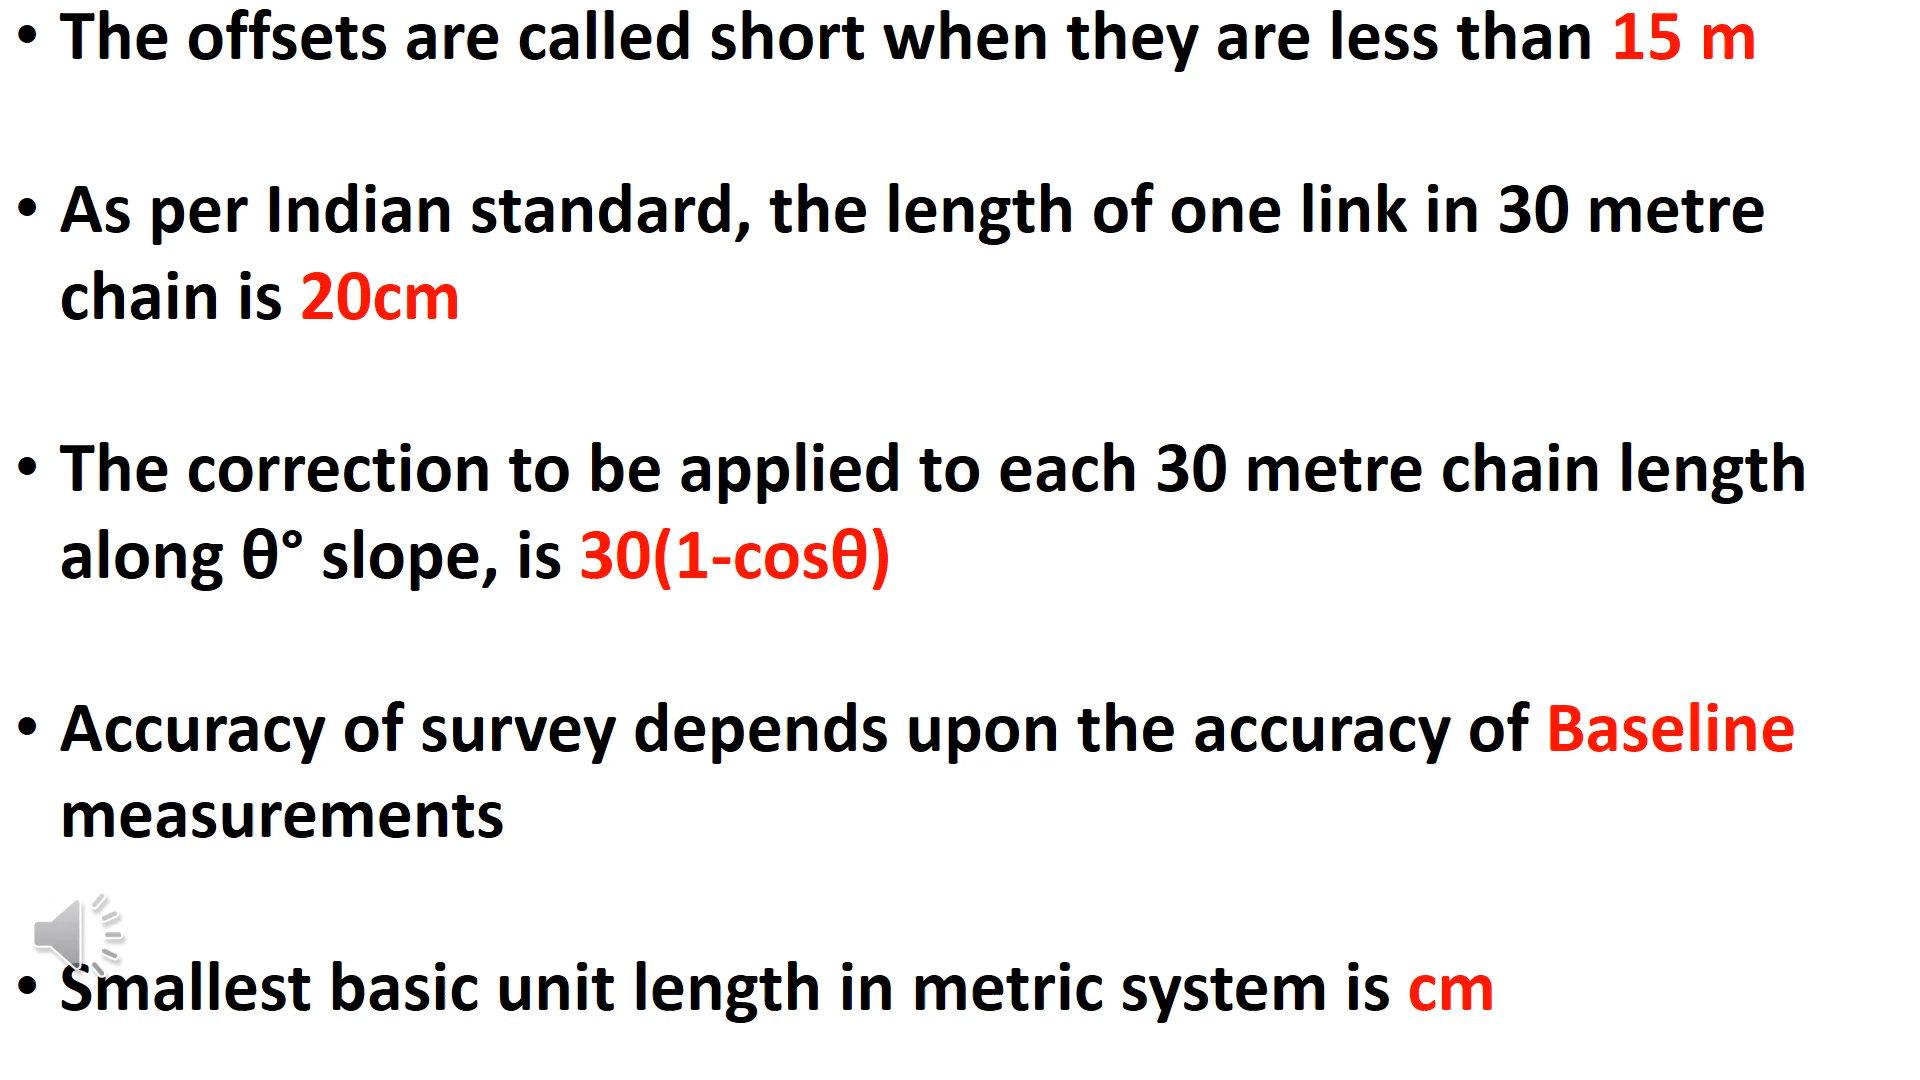 • The offsets are called short when they are less than 15 m
• As per Indian standard, the length of one link in 30 metre
chain is 20cm
• The correction to be applied to each 30 metre chain length
along θ° slope, is 30(1-cosθ)
• Accuracy of survey depends upon the accuracy of Baseline
measurements
• Smallest basic unit length in metric system is cm